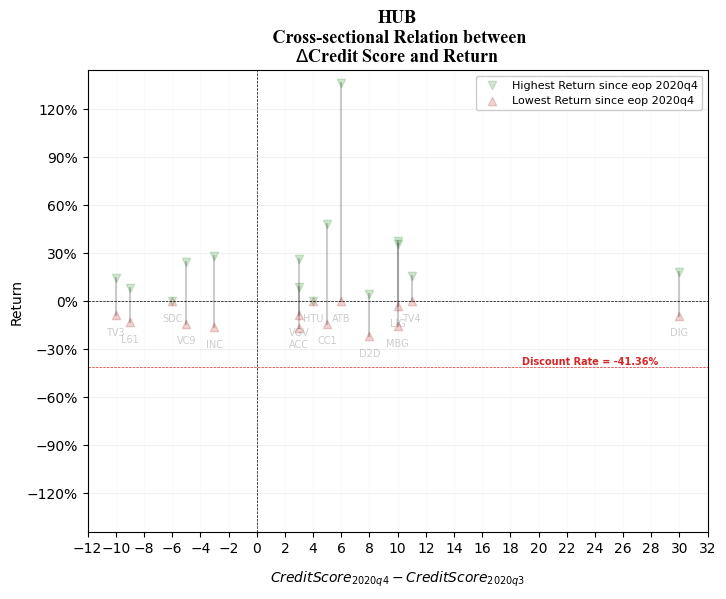 HUB
Cross-sectional Relation between
ΔCredit Score and Return
Highest Return since eop 2020q4
Lowest Return since eop 2020q4
Return
120%
90%
60%
30%
0%
−30%
−60%
−90%
−120%
SDC
HTU
ATB
LIG
TV4
TV3
L61
VGV
DIG
VC9
INC
ACC
CC1
MBG
D2D
Discount Rate = -41.36%
−12 −10 −8 −6 −4 −2 0 2 4 6 8 10 12 14 16 18 20 22 24 26 28 30 32
CreditScore2020q4 − CreditScore2020q3